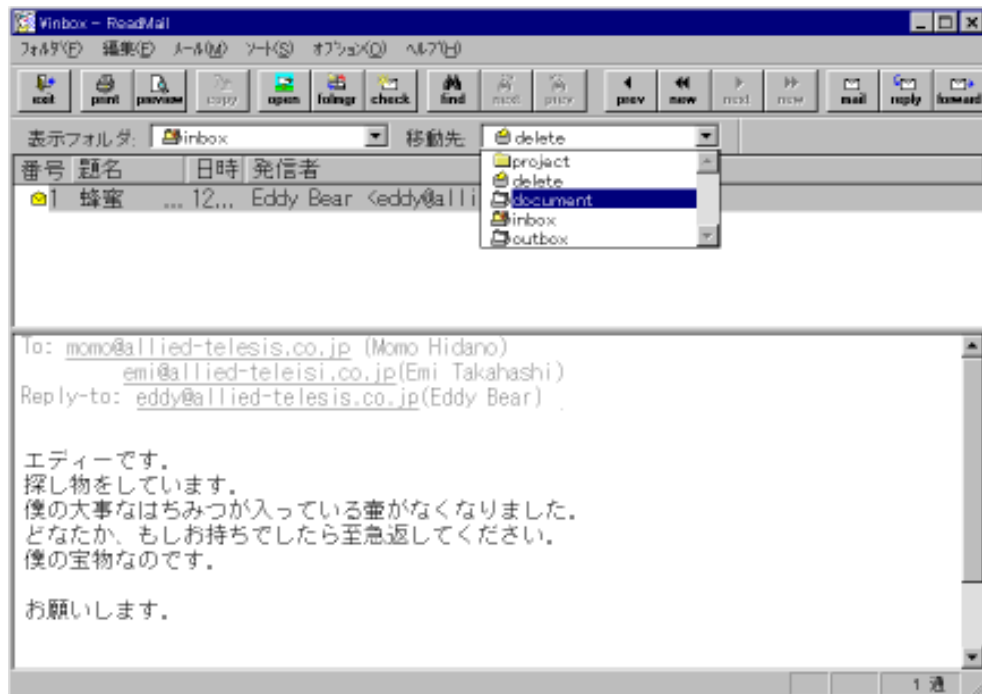 ¥inbox - ReadMail
ﾌｫﾙﾀﾞ(F) 編集(E) ﾒｰﾙ(M) ｿｰﾄ(S) ｵﾌﾟｼｮﾝ(O) ﾍﾙﾌﾟ(H)
exit print preview copy open folmgr check find next prev prev new next new mail reply forward
表示フォルダ: inbox 移動先: delete
番号 題名 日時 発信者
project
delete
1 蜂蜜 ... 12... Eddy Bear <eddy@alli
document
inbox
outbox
To: momo@allied-telesis.co.jp (Momo Hidano)
emi@allied-teleisi.co.jp(Emi Takahashi)
Reply-to: eddy@allied-telesis.co.jp(Eddy Bear)
エディーです.
探し物をしています.
僕の大事なはちみつが入っている壷がなくなりました.
どなたか、もしお持ちでしたら至急返してください.
僕の宝物なのです.
お願いします.
1 通